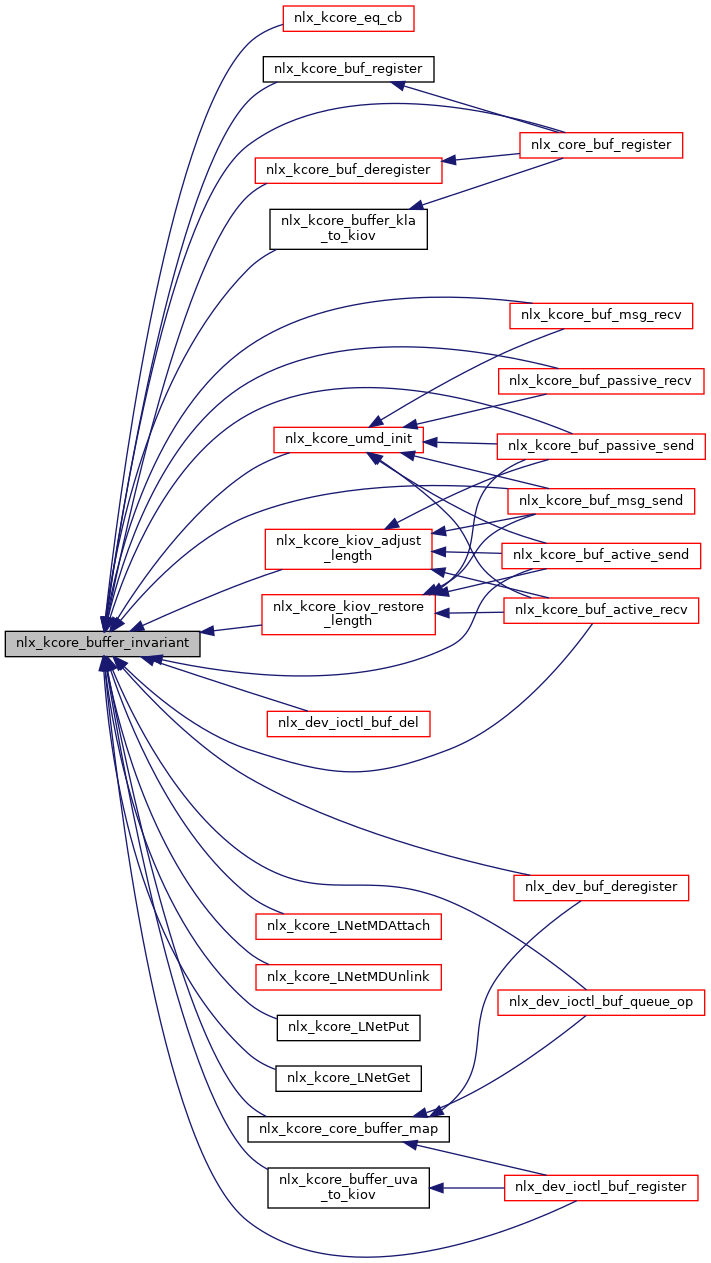 nlx_kcore_eq_cb
nlx_kcore_buf_register
nlx_core_buf_register
nlx_kcore_buf_deregister
nlx_kcore_buffer_kla
_to_kiov
nlx_kcore_buf_msg_recv
nlx_kcore_buf_passive_recv
nlx_kcore_umd_init
nlx_kcore_buf_passive_send
nlx_kcore_buf_msg_send
nlx_kcore_kiov_adjust
_length
nlx_kcore_buf_active_send
nlx_kcore_kiov_restore
_length
nlx_kcore_buf_active_recv
nlx_kcore_buffer_invariant
nlx_dev_ioctl_buf_del
nlx_dev_buf_deregister
nlx_kcore_LNetMDAttach
nlx_kcore_LNetMDUnlink
nlx_dev_ioctl_buf_queue_op
nlx_kcore_LNetPut
nlx_kcore_LNetGet
nlx_kcore_core_buffer_map
nlx_kcore_buffer_uva
_to_kiov
nlx_dev_ioctl_buf_register